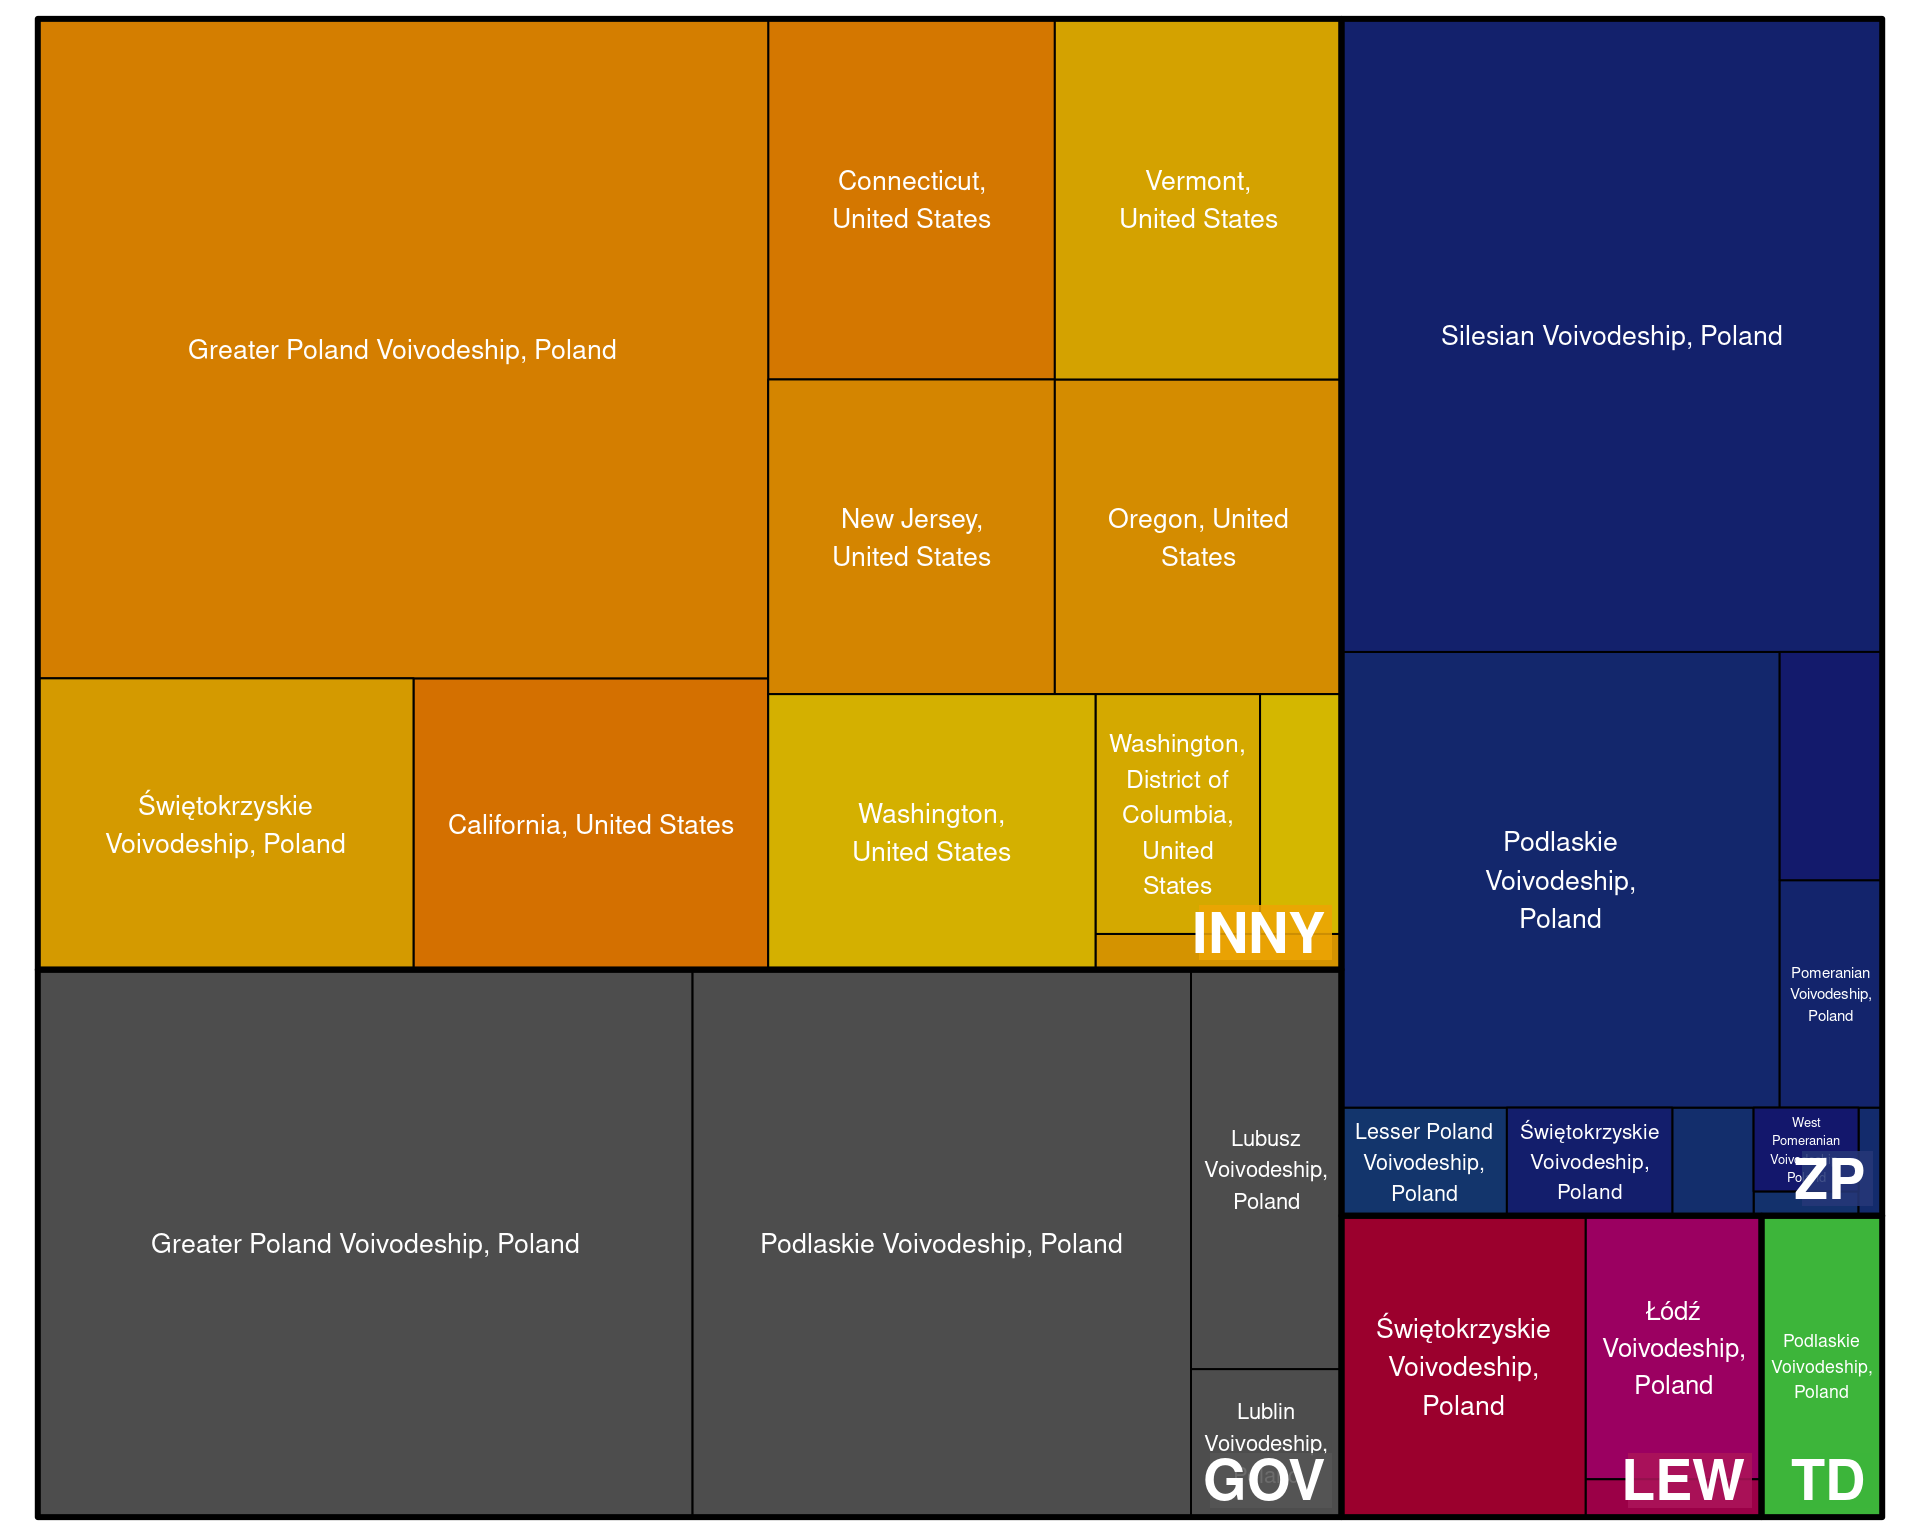 Greater Poland Voivodeship, Poland
Connecticut,
United States
Vermont,
United States
New Jersey,
United States
Oregon, United
States
Świętokrzyskie
Voivodeship, Poland
California, United States
Washington,
United States
Washington,
District of
Columbia,
United
States
INNY
Greater Poland Voivodeship, Poland
Podlaskie Voivodeship, Poland
Lubusz
Voivodeship,
Poland
Lublin
Voivodeship,
GOV
Silesian Voivodeship, Poland
Podlaskie
Voivodeship,
Poland
Pomeranian
Voivodeship,
Poland
Lesser Poland
Voivodeship,
Poland
Świętokrzyskie
Voivodeship,
Poland
West
Pomeranian
ZP
Świętokrzyskie
Voivodeship,
Poland
Łódź
Voivodeship,
Poland
LEW
Podlaskie
Voivodeship,
Poland
TD